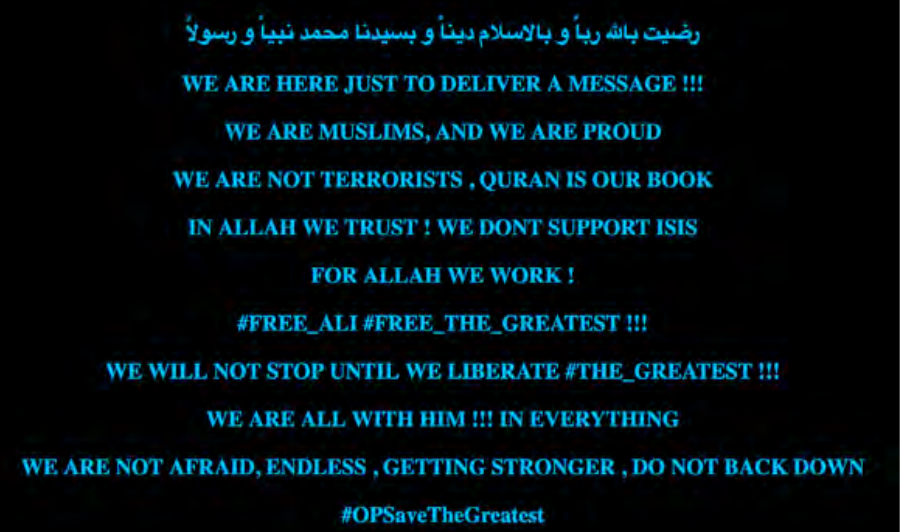 رضيت بالله رباً و بالاسلام ديناً و بسيدنا محمد نبياً و رسولاً
WE ARE HERE JUST TO DELIVER A MESSAGE !!!
WE ARE MUSLIMS, AND WE ARE PROUD
WE ARE NOT TERRORISTS , QURAN IS OUR BOOK
IN ALLAH WE TRUST ! WE DONT SUPPORT ISIS
FOR ALLAH WE WORK !
#FREE_ALI #FREE_THE_GREATEST !!!
WE WILL NOT STOP UNTIL WE LIBERATE #THE_GREATEST !!!
WE ARE ALL WITH HIM !!! IN EVERYTHING
WE ARE NOT AFRAID, ENDLESS , GETTING STRONGER , DO NOT BACK DOWN
#OPSaveTheGreatest